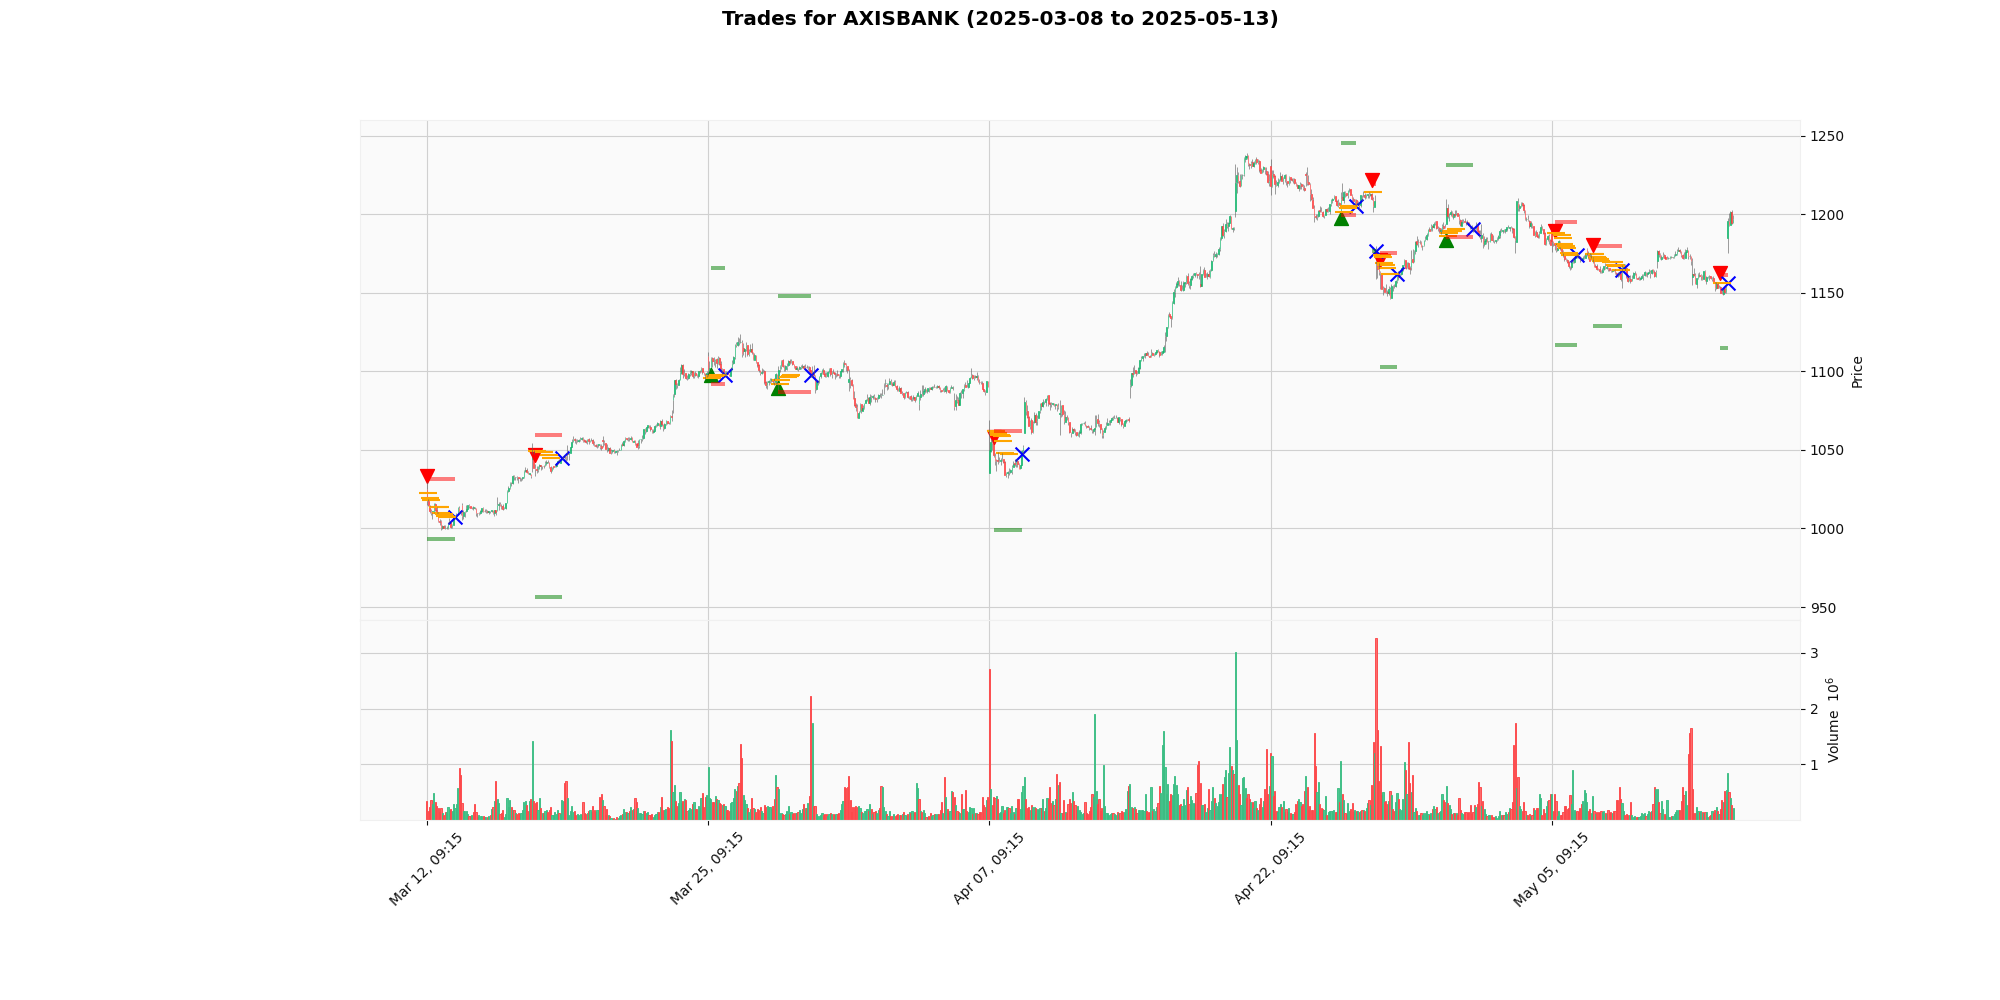 Trades for AXISBANK (2025-03-08 to 2025-05-13)
1250
1200
1150
1100
1050
1000
950
Price
3
2
1
Volume 10^6
Mar 12, 09:15
Mar 25, 09:15
Apr 07, 09:15
Apr 22, 09:15
May 05, 09:15